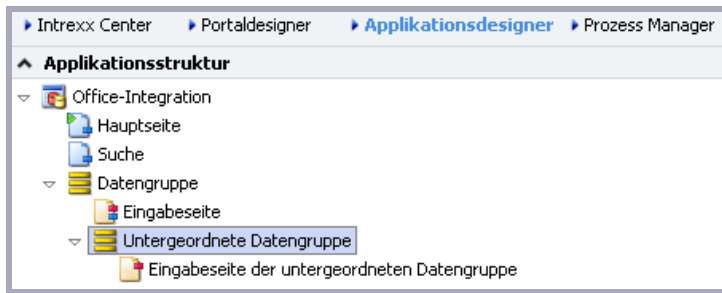 Intrexx Center Portaldesigner Applikationsdesigner Prozess Manager
Applikationsstruktur
Office-Integration
Hauptseite
Suche
Datengruppe
Eingabeseite
Untergeordnete Datengruppe
Eingabeseite der untergeordneten Datengruppe